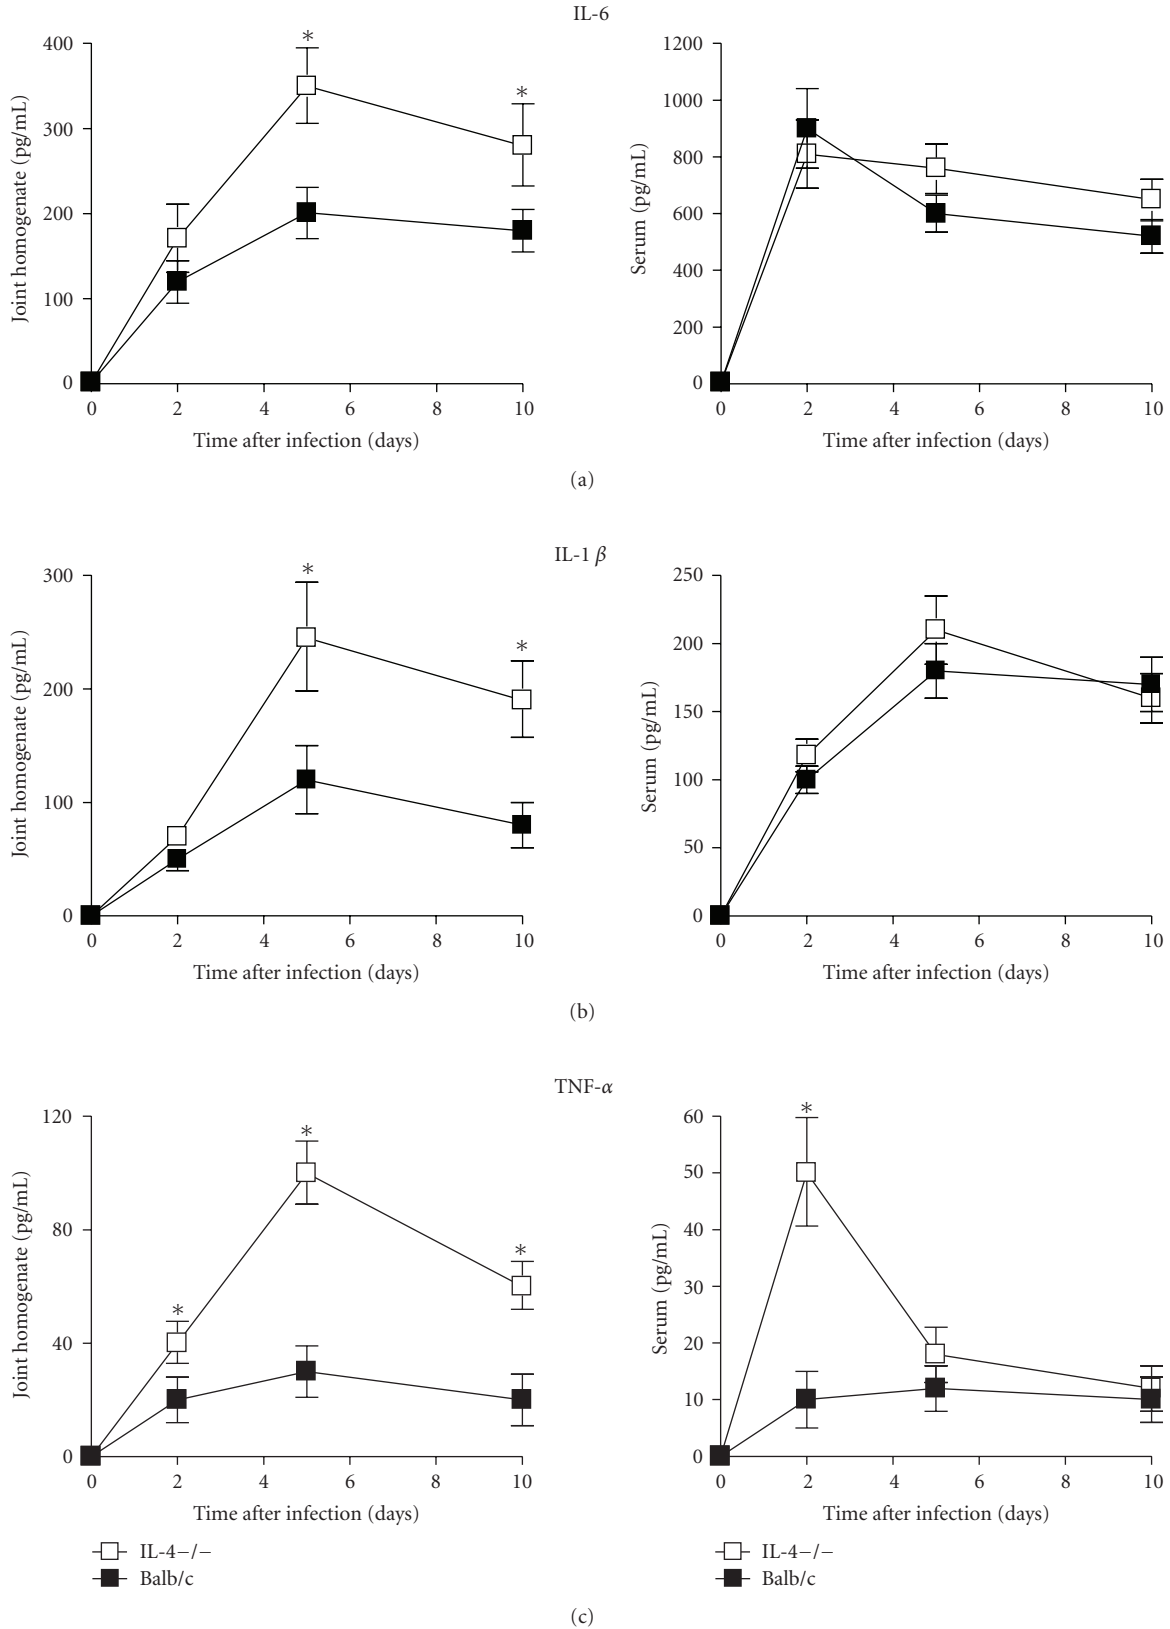 IL-6
Joint homogenate (pg/mL)
400
300
200
100
0
0 2 4 6 8 10
Time after infection (days)
*
*
Serum (pg/mL)
1200
1000
800
600
400
200
0
0 2 4 6 8 10
Time after infection (days)
(a)
IL-1 β
Joint homogenate (pg/mL)
300
200
100
0
0 2 4 6 8 10
Time after infection (days)
*
*
Serum (pg/mL)
250
200
150
100
50
0
0 2 4 6 8 10
Time after infection (days)
(b)
TNF-α
Joint homogenate (pg/mL)
120
80
40
0
0 2 4 6 8 10
Time after infection (days)
*
*
*
IL-4−/−
Balb/c
Serum (pg/mL)
60
50
40
30
20
10
0
0 2 4 6 8 10
Time after infection (days)
*
IL-4−/−
Balb/c
(c)